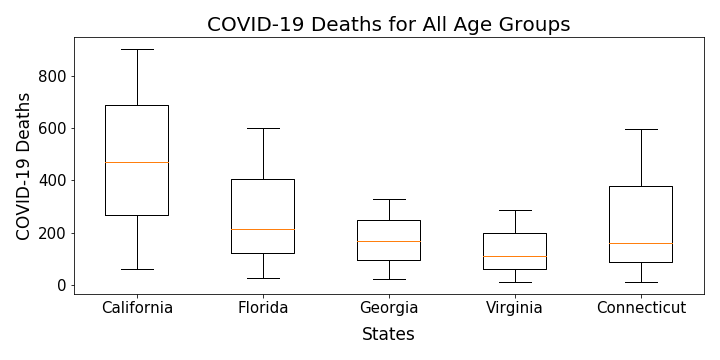 COVID-19 Deaths for All Age Groups
COVID-19 Deaths
800
600
400
200
0
California Florida Georgia Virginia Connecticut
States